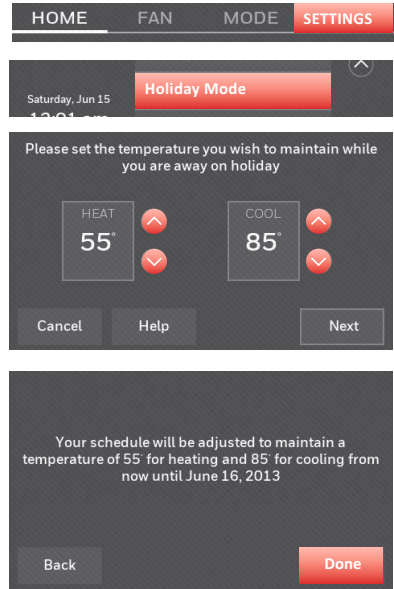 HOME FAN MODE SETTINGS
Holiday Mode
Saturday, Jun 15
Please set the temperature you wish to maintain while
you are away on holiday
HEAT COOL
55° 85°
Cancel Help Next
Your schedule will be adjusted to maintain a
temperature of 55° for heating and 85° for cooling from
now until June 16, 2013
Back Done